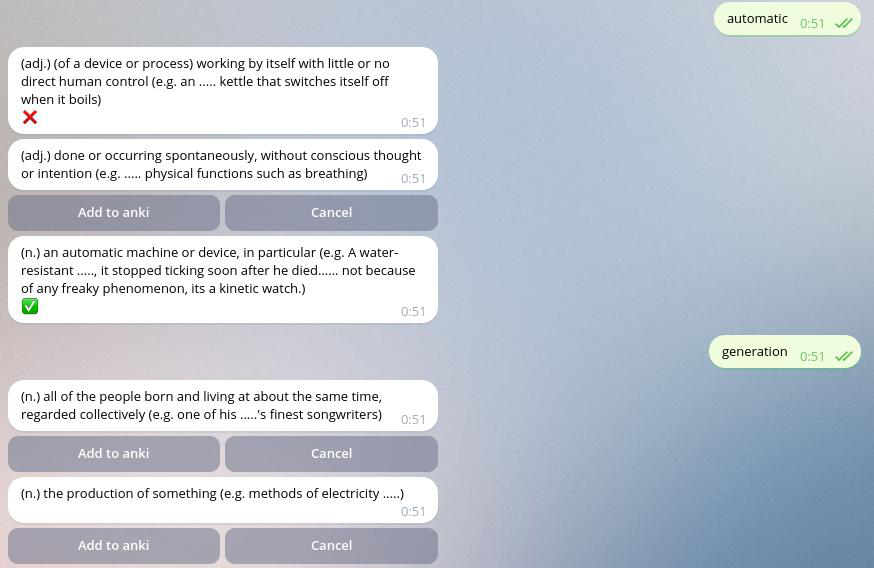 automatic 0:51
(adj.) (of a device or process) working by itself with little or no
direct human control (e.g. an ..... kettle that switches itself off
when it boils)
❌
0:51
(adj.) done or occurring spontaneously, without conscious thought
or intention (e.g. ..... physical functions such as breathing) 0:51
Add to anki Cancel
(n.) an automatic machine or device, in particular (e.g. A water-
resistant ....., it stopped ticking soon after he died...... not because
of any freaky phenomenon, its a kinetic watch.)
✅
0:51
generation 0:51
(n.) all of the people born and living at about the same time,
regarded collectively (e.g. one of his .....'s finest songwriters) 0:51
Add to anki Cancel
(n.) the production of something (e.g. methods of electricity .....)
0:51
Add to anki Cancel